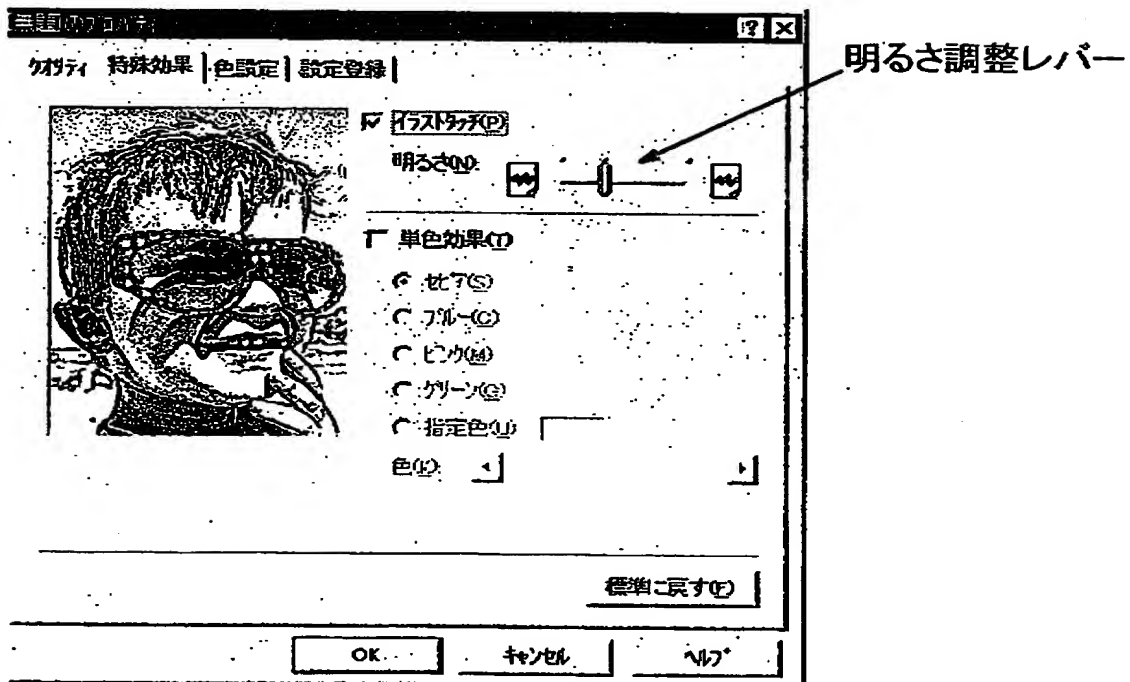 無題のプロパティ
クオリティ 特殊効果 色設定 設定登録
明るさ調整レバー
イラストタッチ(P)
明るさ(N):
単色効果(T)
セピア(S)
ブルー(C)
ピンク(M)
グリーン(G)
指定色(U)
色(K):
標準に戻す(F)
OK キャンセル ヘルプ